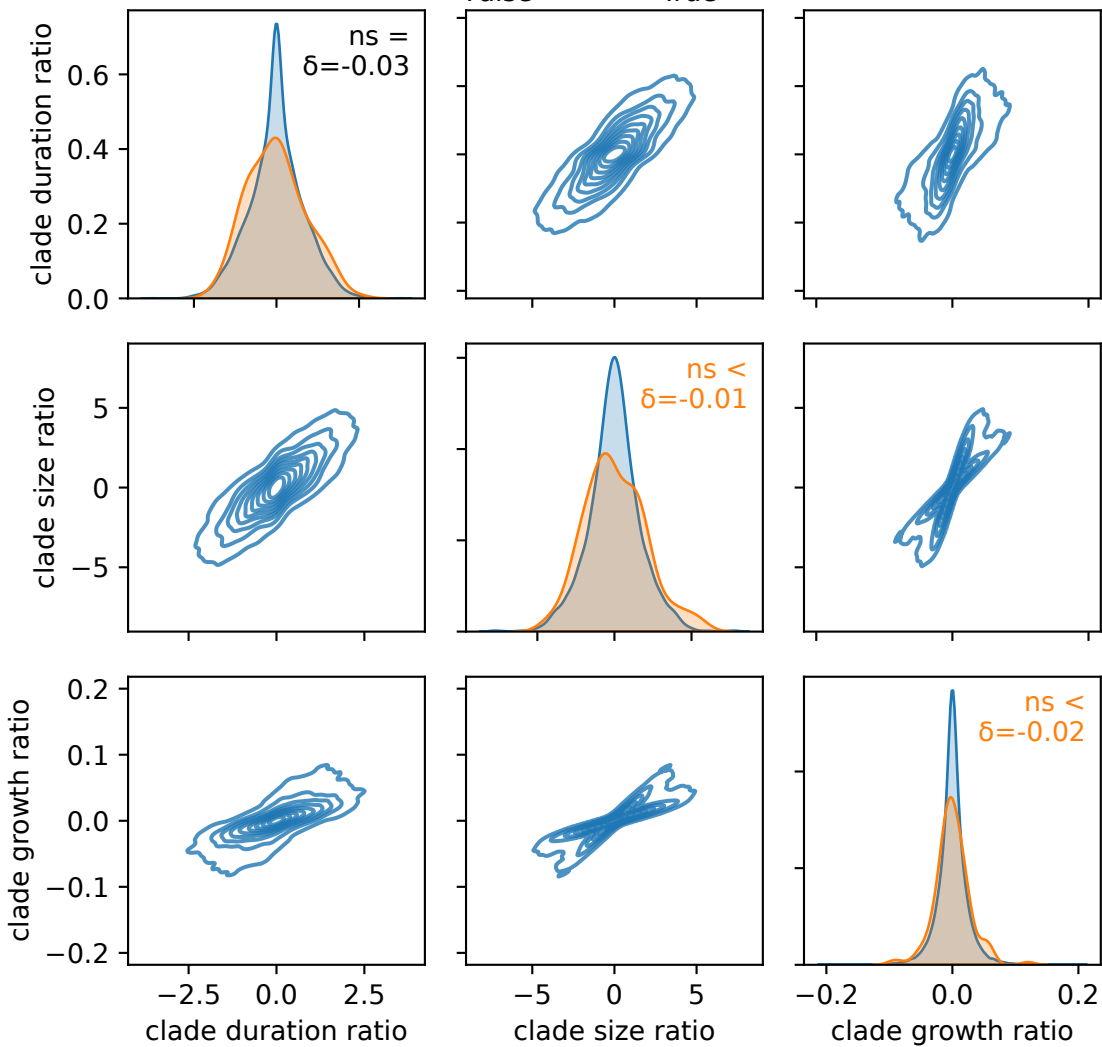 ns =
δ=-0.03
clade duration ratio
0.6
0.4
0.2
0.0
ns <
δ=-0.01
clade size ratio
5
0
−5
ns <
δ=-0.02
clade growth ratio
0.2
0.1
0.0
−0.1
−0.2
−2.5 0.0 2.5
−5 0 5
−0.2 0.0 0.2
clade duration ratio
clade size ratio
clade growth ratio